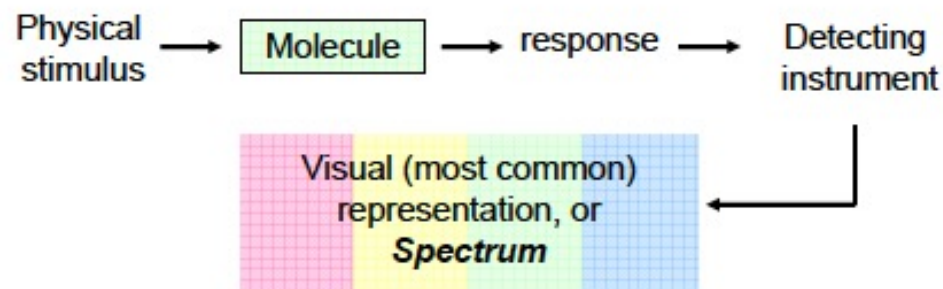 Physical
stimulus
Molecule
response
Detecting
instrument
Visual (most common)
representation, or
Spectrum